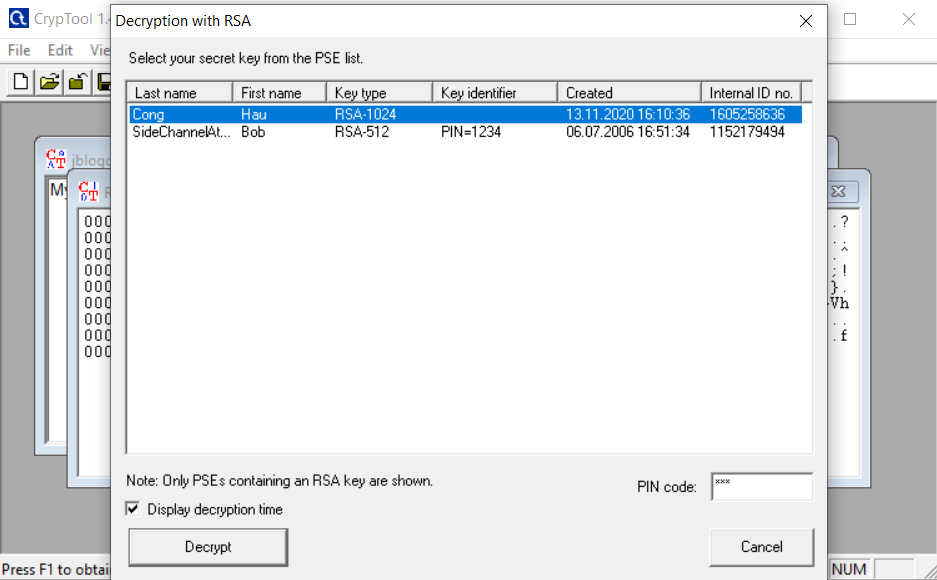 CrypTool 1.4
Decryption with RSA
File Edit Vie
Select your secret key from the PSE list.
Last name First name Key type Key identifier Created Internal ID no.
Cong Hau RSA-1024 13.11.2020 16:10:36 1605258636
SideChannelAt... Bob RSA-512 PIN=1234 06.07.2006 16:51:34 1152179494
jblogg
My
000 .?
000 .;
000 .^
000 ;!
000 }.
000 Vh
000 ..
000 .f
000
Note: Only PSEs containing an RSA key are shown.
PIN code: ***
Display decryption time
Decrypt Cancel
Press F1 to obtai NUM